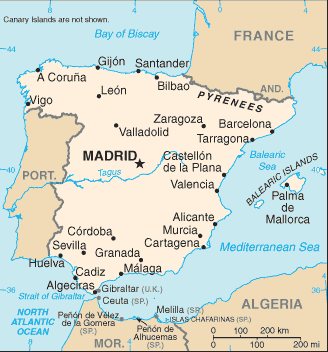 Canary Islands are not shown.
44
Bay of Biscay
FRANCE
44
Gijón
Santander
A Coruña
Bilbao
AND.
PYRENEES
León
Vigo
Zaragoza
Barcelona
Valladolid
Tarragona
MADRID
Castellón
de la Plana
Balearic
Sea
BALEARIC ISLANDS
40
PORT.
Tagus
40
Valencia
Palma
de
Mallorca
Alicante
Murcia
Córdoba
Cartagena
Mediterranean Sea
Sevilla
Granada
Huelva
Cadiz
Málaga
Algeciras
Gibraltar (U.K.)
36
Strait of Gibraltar
Ceuta (SP.)
ALGERIA
Melilla (SP.)
NORTH
ATLANTIC
OCEAN
Peñón de Vélez
de la Gomera
(SP.)
ISLAS CHAFARINAS (SP.)
Peñón de
Alhucemas
(SP.)
MOR.
0 100 200 km
0 100 200 mi